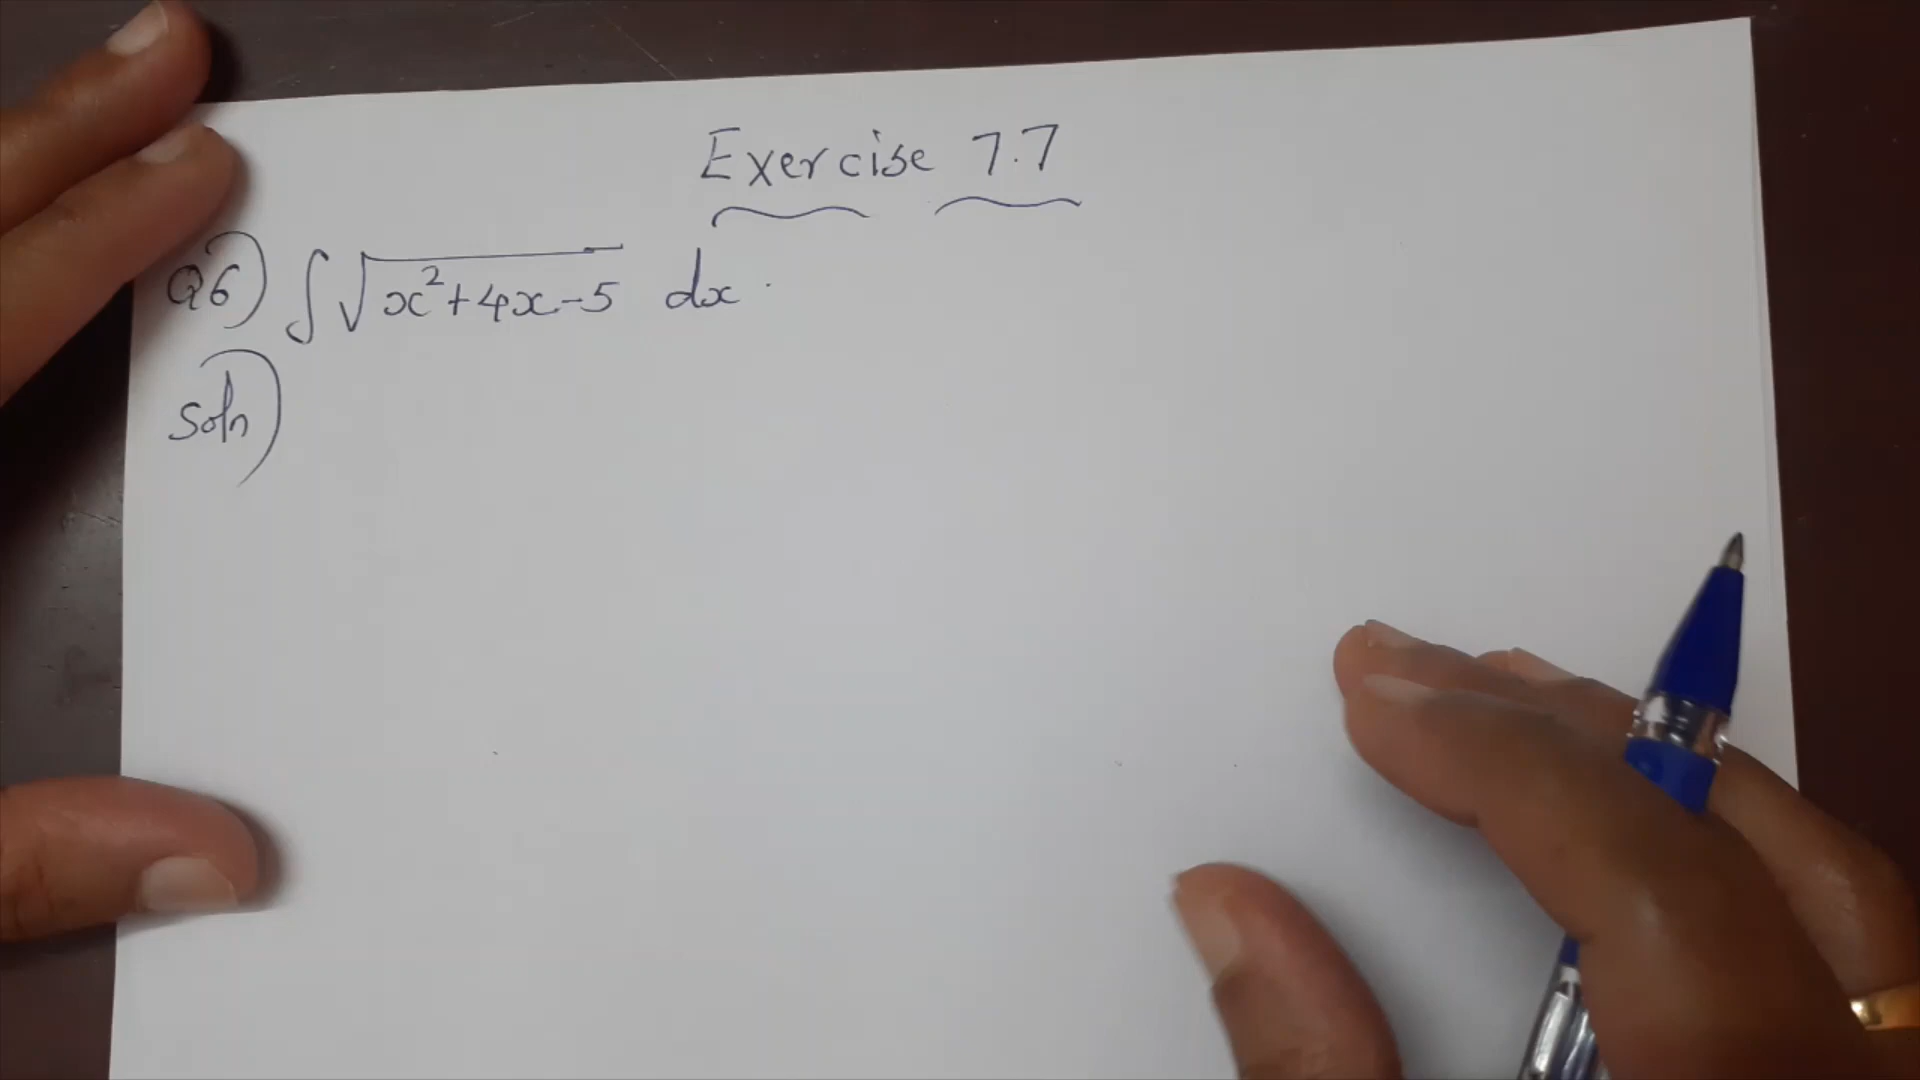 Exercise 7.7
Q6) ∫√(x²+4x-5) dx.
Soln)